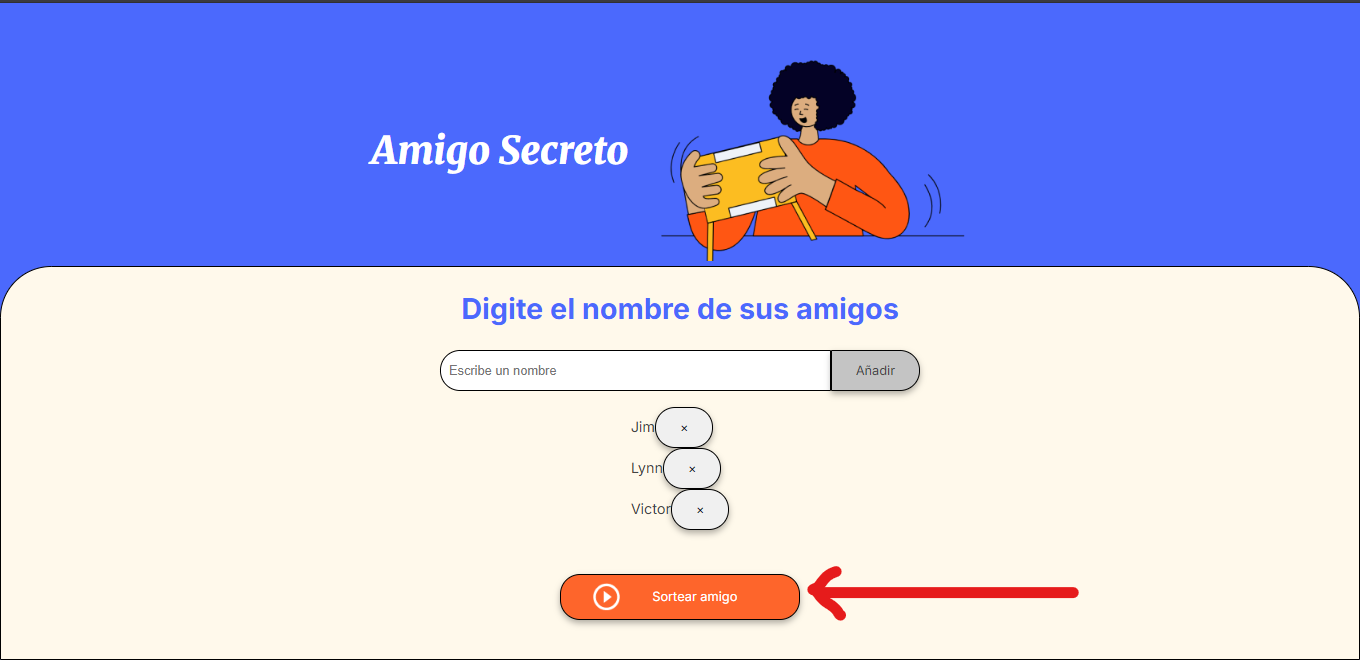 Amigo Secreto
Digite el nombre de sus amigos
Escribe un nombre Añadir
Jim ×
Lynn ×
Victor ×
Sortear amigo